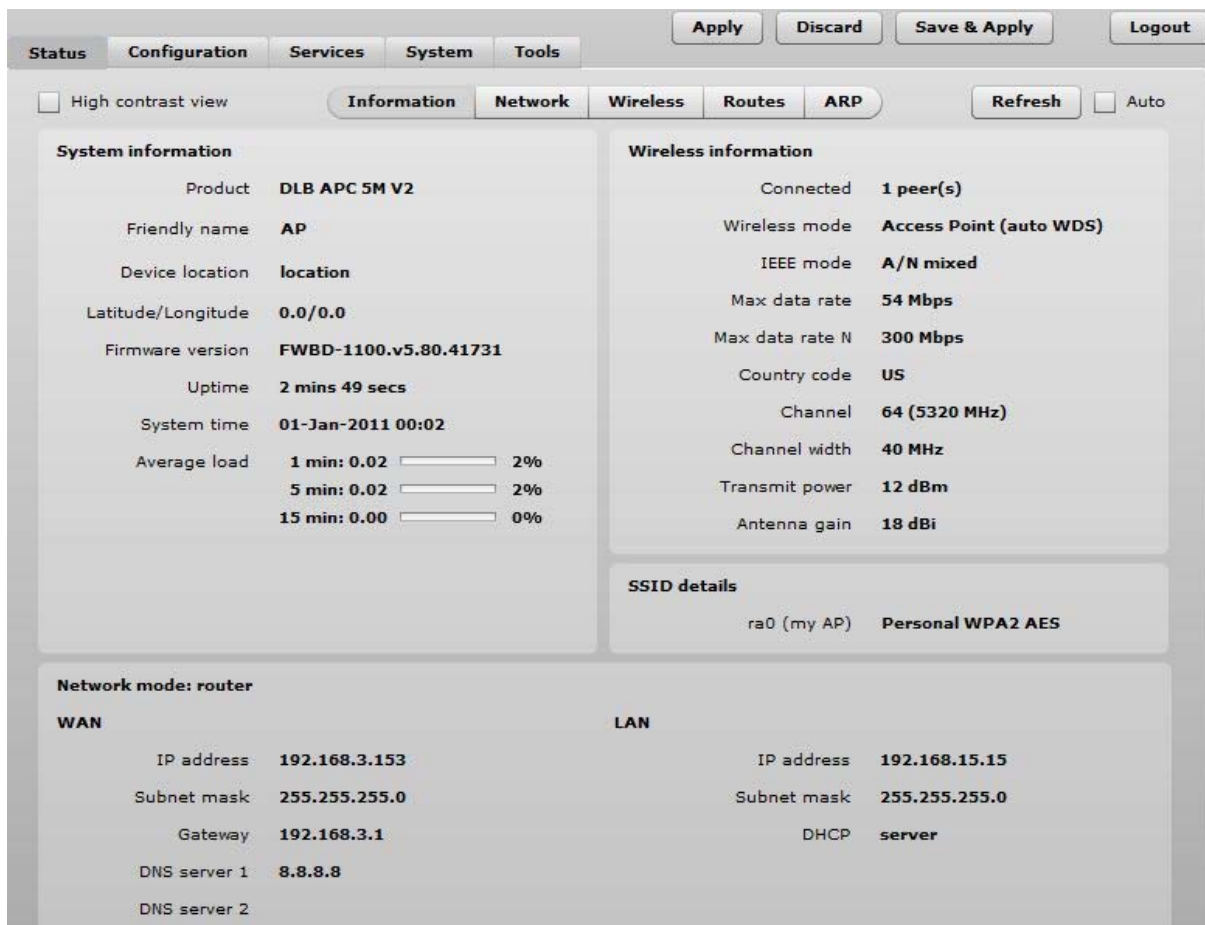 Apply Discard Save & Apply Logout
Status Configuration Services System Tools
High contrast view Information Network Wireless Routes ARP Refresh Auto
System information
Product DLB APC 5M V2
Friendly name AP
Device location location
Latitude/Longitude 0.0/0.0
Firmware version FWBD-1100.v5.80.41731
Uptime 2 mins 49 secs
System time 01-Jan-2011 00:02
Average load 1 min: 0.02 2%
5 min: 0.02 2%
15 min: 0.00 0%
Wireless information
Connected 1 peer(s)
Wireless mode Access Point (auto WDS)
IEEE mode A/N mixed
Max data rate 54 Mbps
Max data rate N 300 Mbps
Country code US
Channel 64 (5320 MHz)
Channel width 40 MHz
Transmit power 12 dBm
Antenna gain 18 dBi
SSID details
ra0 (my AP) Personal WPA2 AES
Network mode: router
WAN
IP address 192.168.3.153
Subnet mask 255.255.255.0
Gateway 192.168.3.1
DNS server 1 8.8.8.8
DNS server 2
LAN
IP address 192.168.15.15
Subnet mask 255.255.255.0
DHCP server